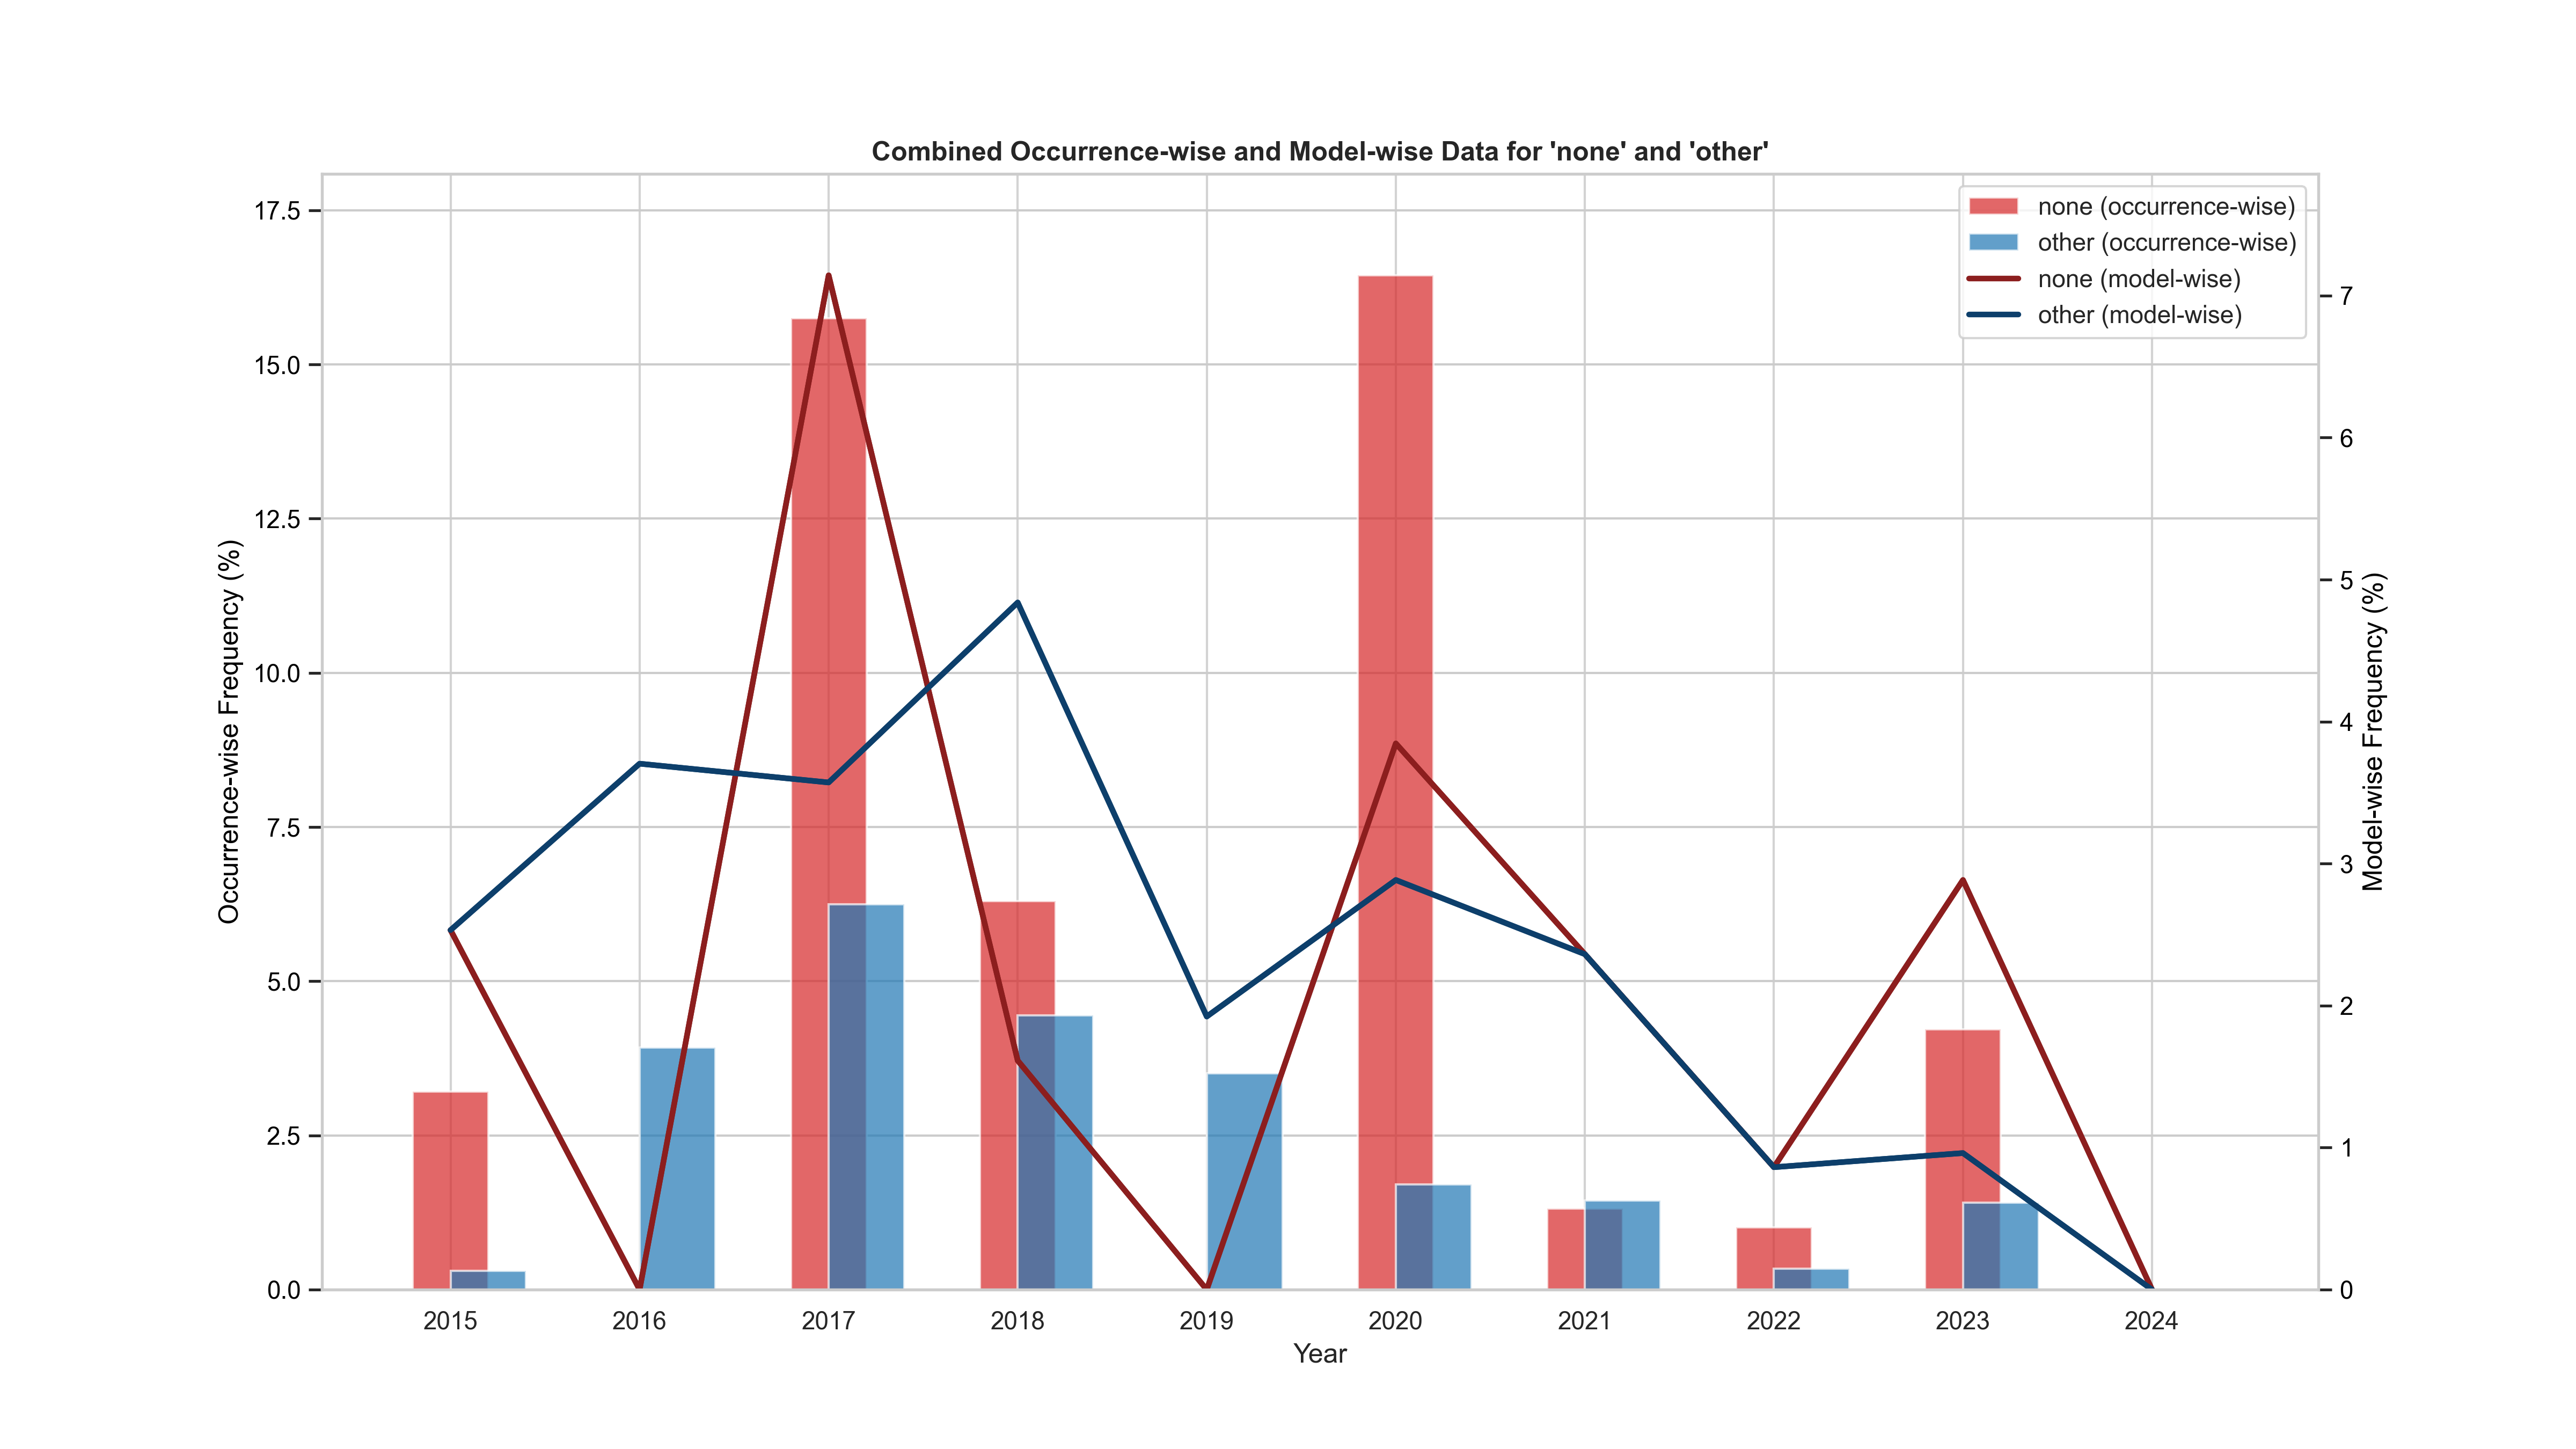 Combined Occurrence-wise and Model-wise Data for 'none' and 'other'
none (occurrence-wise)
other (occurrence-wise)
none (model-wise)
other (model-wise)
Occurrence-wise Frequency (%)
17.5
15.0
12.5
10.0
7.5
5.0
2.5
0.0
7
6
5
4
3
2
1
0
Model-wise Frequency (%)
2015 2016 2017 2018 2019 2020 2021 2022 2023 2024
Year